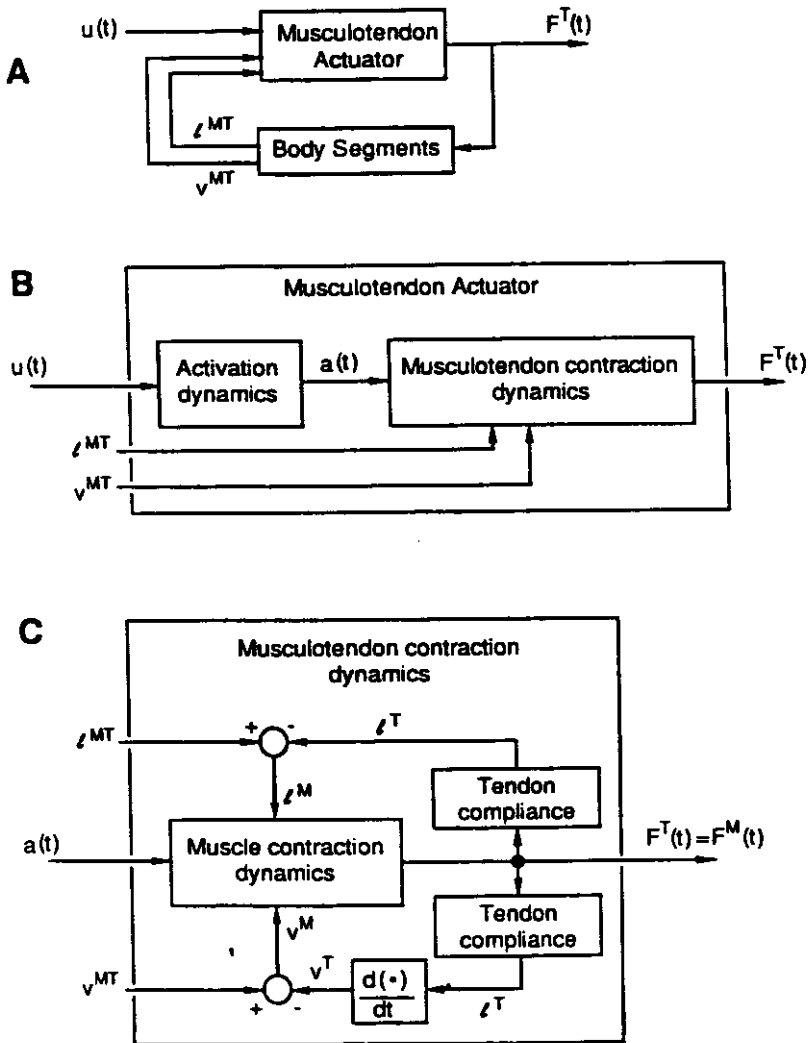 A
u(t)
Musculotendon
Actuator
F^T(t)
ℓ^MT
Body Segments
v^MT
B
Musculotendon Actuator
u(t)
Activation
dynamics
a(t)
Musculotendon contraction
dynamics
F^T(t)
ℓ^MT
v^MT
C
Musculotendon contraction
dynamics
+ -
ℓ^MT
ℓ^T
ℓ^M
Tendon
compliance
a(t)
Muscle contraction
dynamics
F^T(t)=F^M(t)
Tendon
compliance
v^M
v^MT
+ -
v^T
d(•)
dt
ℓ^T